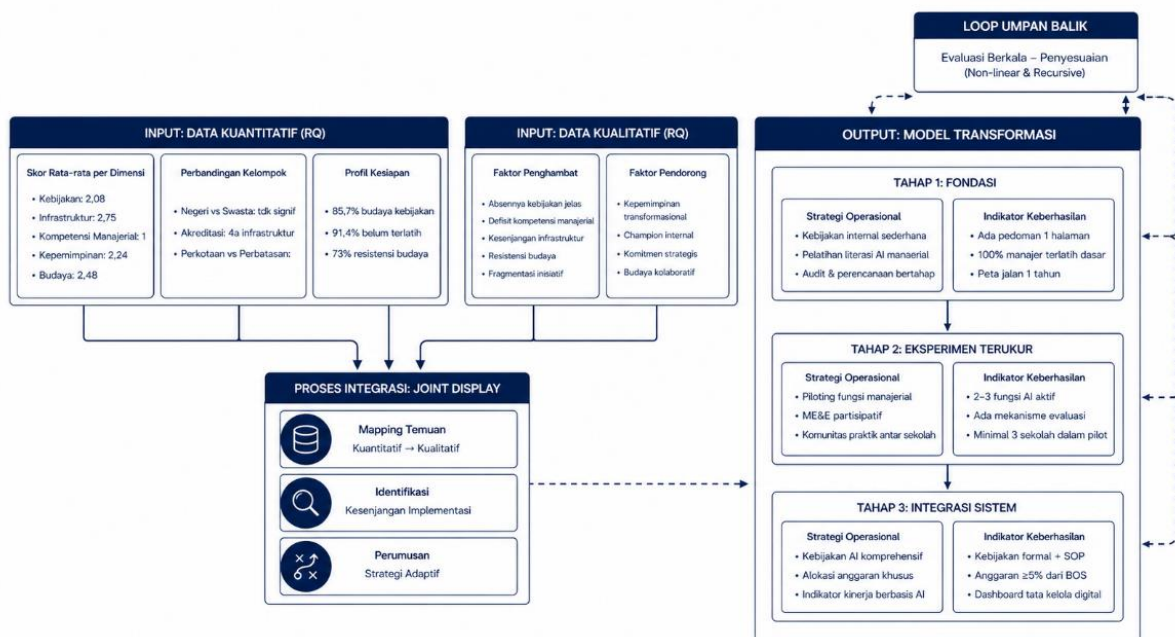 LOOP UMPAN BALIK
Evaluasi Berkala – Penyesuaian
(Non-linear & Recursive)
INPUT: DATA KUANTITATIF (RQ)
Skor Rata-rata per Dimensi
• Kebijakan: 2,08
• Infrastruktur: 2,75
• Kompetensi Manajerial: 1
• Kepemimpinan: 2,24
• Budaya: 2,48
Perbandingan Kelompok
• Negeri vs Swasta: tdk signif
• Akreditasi: 4a infrastruktur
• Perkotaan vs Perbatasan:
Profil Kesiapan
• 85,7% budaya kebijakan
• 91,4% belum terlatih
• 73% resistensi budaya
INPUT: DATA KUALITATIF (RQ)
Faktor Penghambat
• Absennya kebijakan jelas
• Defisit kompetensi manajerial
• Kesenjangan infrastruktur
• Resistensi budaya
• Fragmentasi inisiatif
Faktor Pendorong
• Kepemimpinan
transformasional
• Champion internal
• Komitmen strategis
• Budaya kolaboratif
PROSES INTEGRASI: JOINT DISPLAY
Mapping Temuan
Kuantitatif → Kualitatif
Identifikasi
Kesenjangan Implementasi
Perumusan
Strategi Adaptif
OUTPUT: MODEL TRANSFORMASI
TAHAP 1: FONDASI
Strategi Operasional
• Kebijakan internal sederhana
• Pelatihan literasi AI manaerial
• Audit & perencanaan bertahap
Indikator Keberhasilan
• Ada pedoman 1 halaman
• 100% manajer terlatih dasar
• Peta jalan 1 tahun
TAHAP 2: EKSPERIMEN TERUKUR
Strategi Operasional
• Piloting fungsi manajerial
• ME&E partisipatif
• Komunitas praktik antar sekolah
Indikator Keberhasilan
• 2–3 fungsi AI aktif
• Ada mekanisme evaluasi
• Minimal 3 sekolah dalam pilot
TAHAP 3: INTEGRASI SISTEM
Strategi Operasional
• Kebijakan AI komprehensif
• Alokasi anggaran khusus
• Indikator kinerja berbasis AI
Indikator Keberhasilan
• Kebijakan formal + SOP
• Anggaran ≥5% dari BOS
• Dashboard tata kelola digital